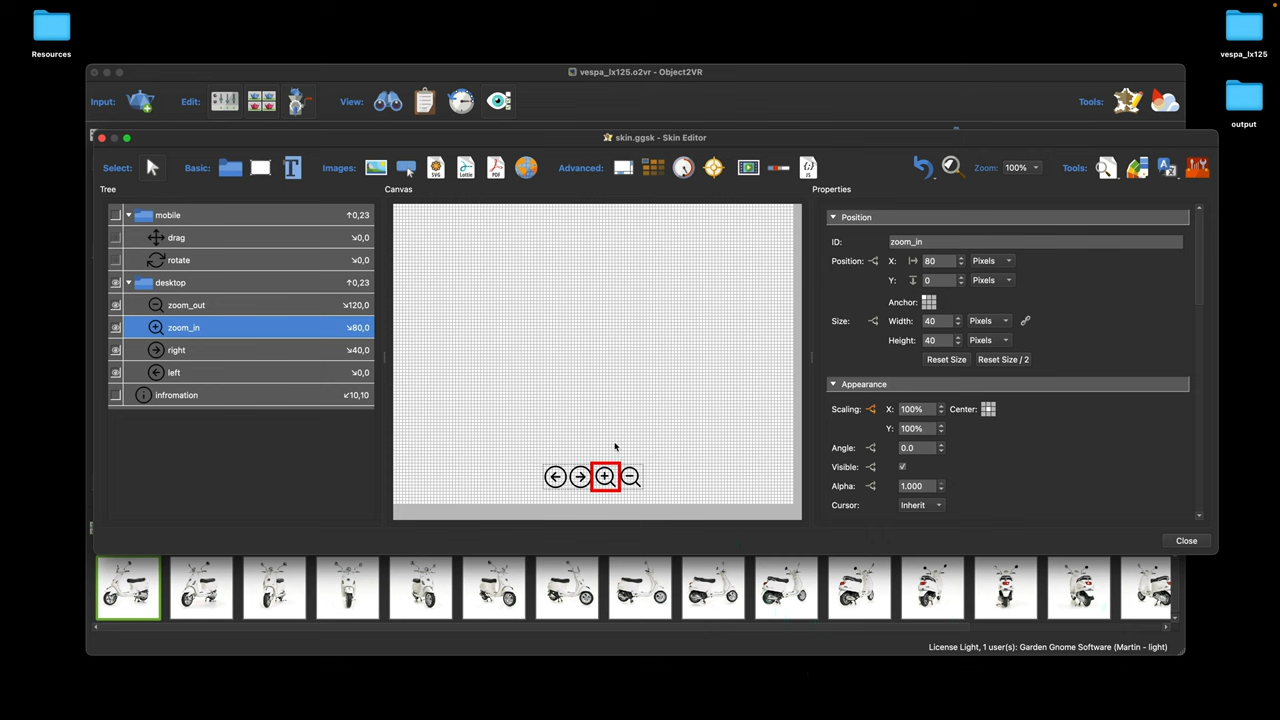 Resources
vespa_lx125
output
vespa_lx125.o2vr - Object2VR
Input:
Edit:
View:
Tools:
skin.ggsk - Skin Editor
Select:
Basic:
Images:
SVG
Lottie
PDF
Advanced:
JS
Zoom: 100%
Tools:
Tree
Canvas
Properties
mobile ↑0,23
drag ↘0,0
rotate ↘0,0
desktop ↑0,23
zoom_out ↘120,0
zoom_in ↘80,0
right ↘40,0
left ↘0,0
infromation ↙10,10
Position
ID: zoom_in
Position: X: 80 Pixels
Y: 0 Pixels
Anchor:
Size: Width: 40 Pixels
Height: 40 Pixels
Reset Size Reset Size / 2
Appearance
Scaling: X: 100% Center:
Y: 100%
Angle: 0.0
Visible:
Alpha: 1.000
Cursor: Inherit
Close
License Light, 1 user(s): Garden Gnome Software (Martin - light)